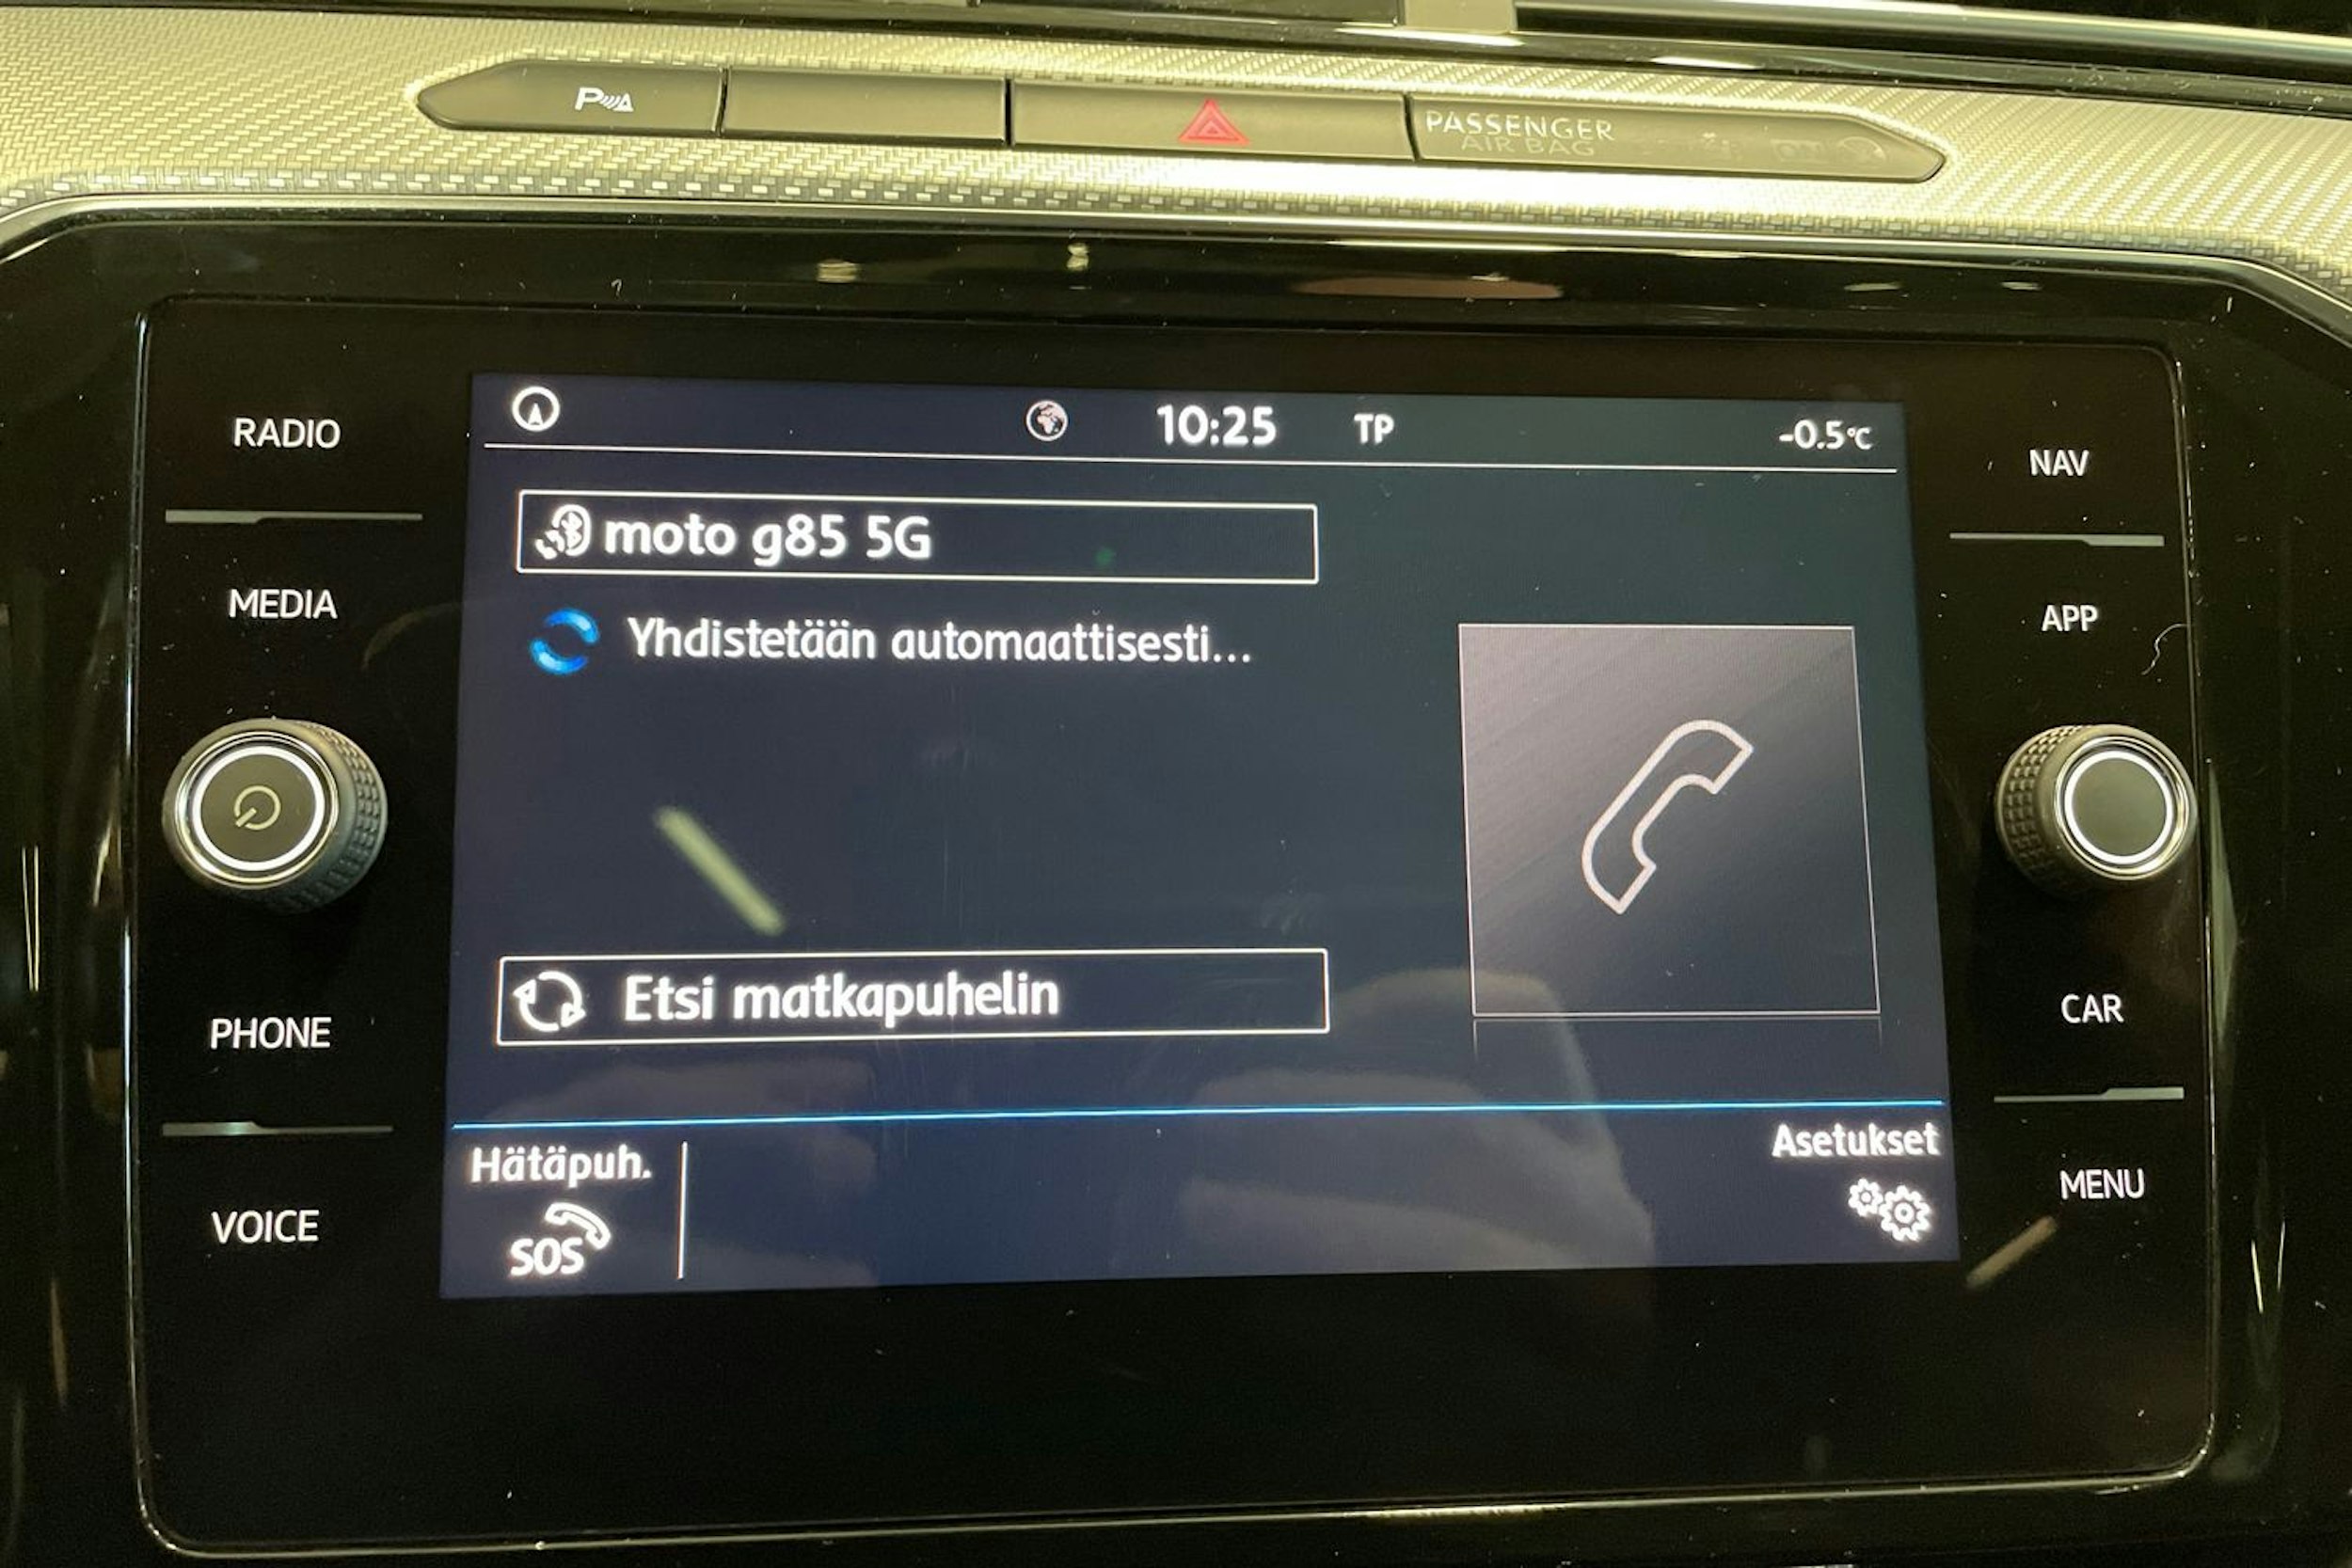 P
PASSENGER
AIR BAG
RADIO
MEDIA
PHONE
VOICE
10:25 TP -0.5°C
moto g85 5G
Yhdistetään automaattisesti...
Etsi matkapuhelin
Hätäpuh.
SOS
Asetukset
NAV
APP
CAR
MENU